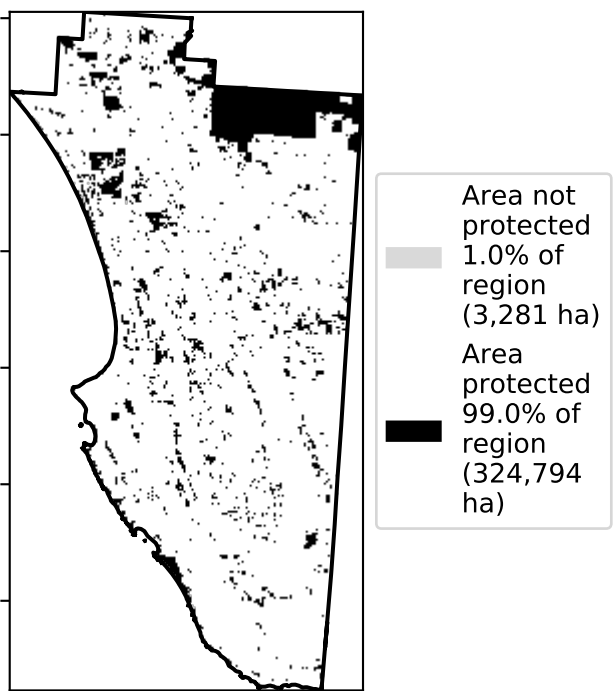 Area not
protected
1.0% of
region
(3,281 ha)
Area
protected
99.0% of
region
(324,794
ha)